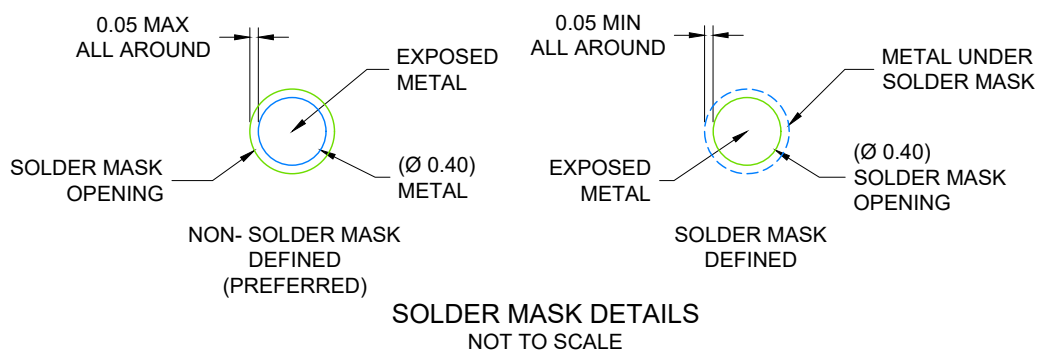 0.05 MAX
ALL AROUND
EXPOSED
METAL
SOLDER MASK
OPENING
(Ø 0.40)
METAL
NON- SOLDER MASK
DEFINED
(PREFERRED)
0.05 MIN
ALL AROUND
METAL UNDER
SOLDER MASK
EXPOSED
METAL
(Ø 0.40)
SOLDER MASK
OPENING
SOLDER MASK
DEFINED
SOLDER MASK DETAILS
NOT TO SCALE